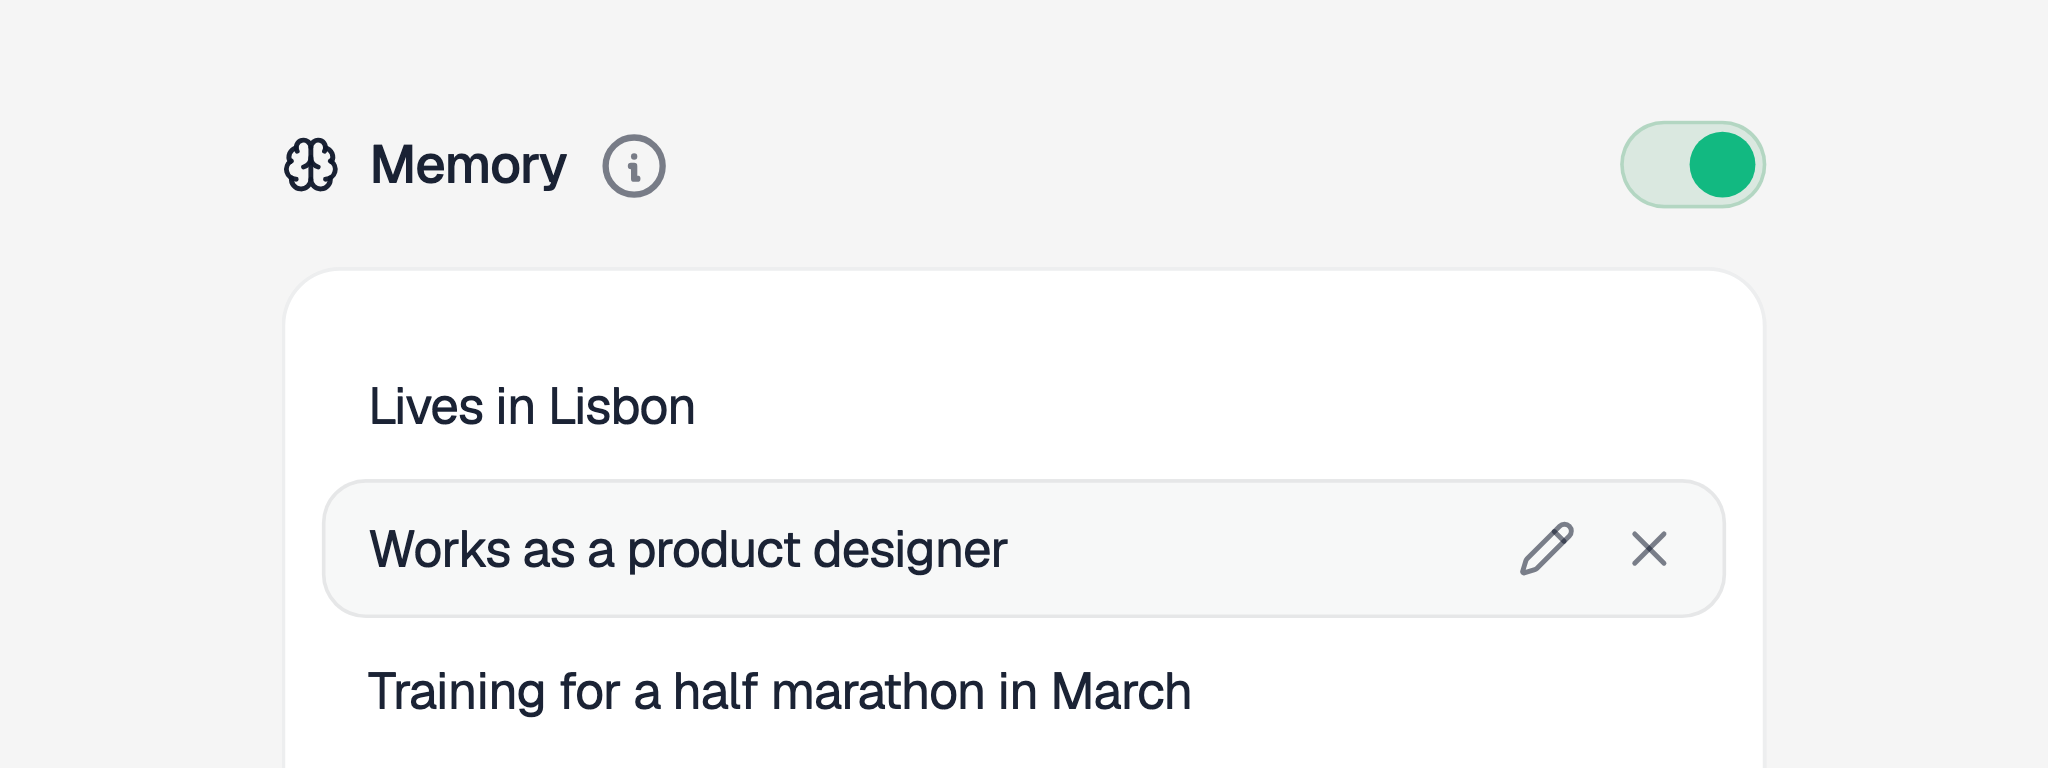 Memory
Lives in Lisbon
Works as a product designer
Training for a half marathon in March